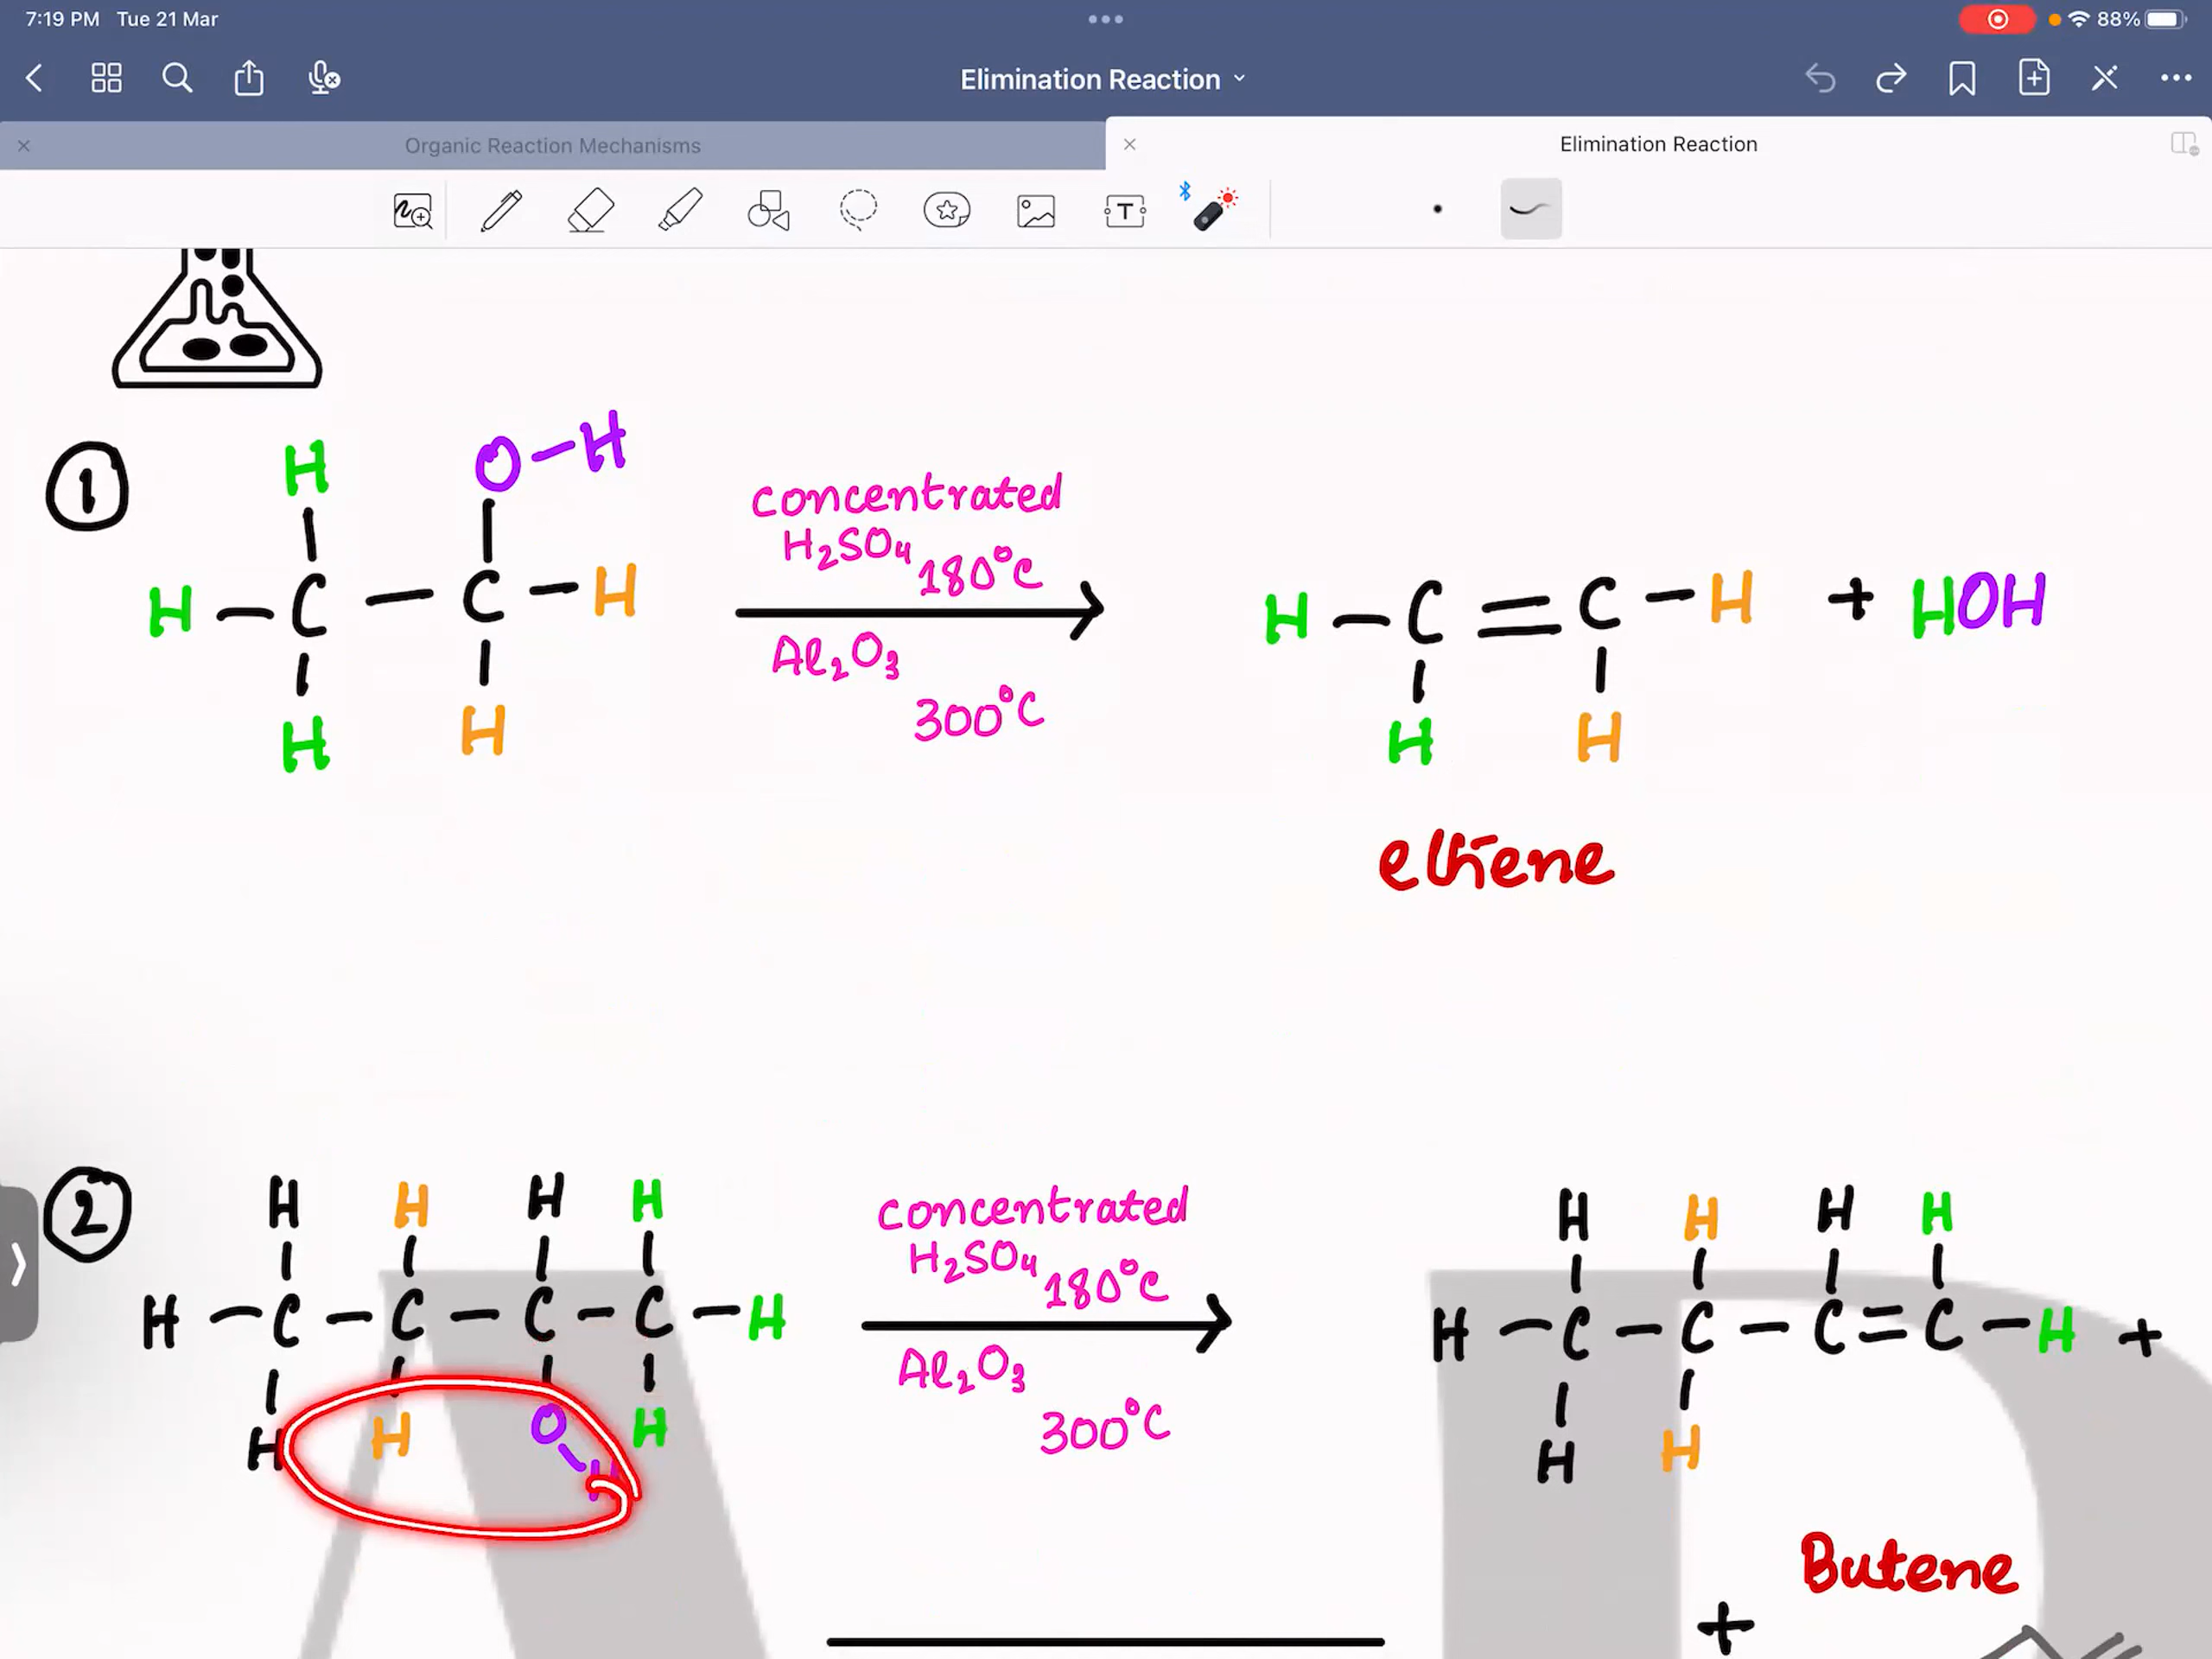 7:19 PM Tue 21 Mar
88%
Elimination Reaction
Organic Reaction Mechanisms
Elimination Reaction
T
1
H O-H
H-C-C-H
H H
concentrated
H₂SO₄ 180°C
Al₂O₃
300°C
H-C=C-H + HOH
H H
ethene
2
H H H H
H-C-C-C-C-H
H H O-H H
concentrated
H₂SO₄ 180°C
Al₂O₃
300°C
H H H H
H-C-C-C=C-H +
H H
Butene
+